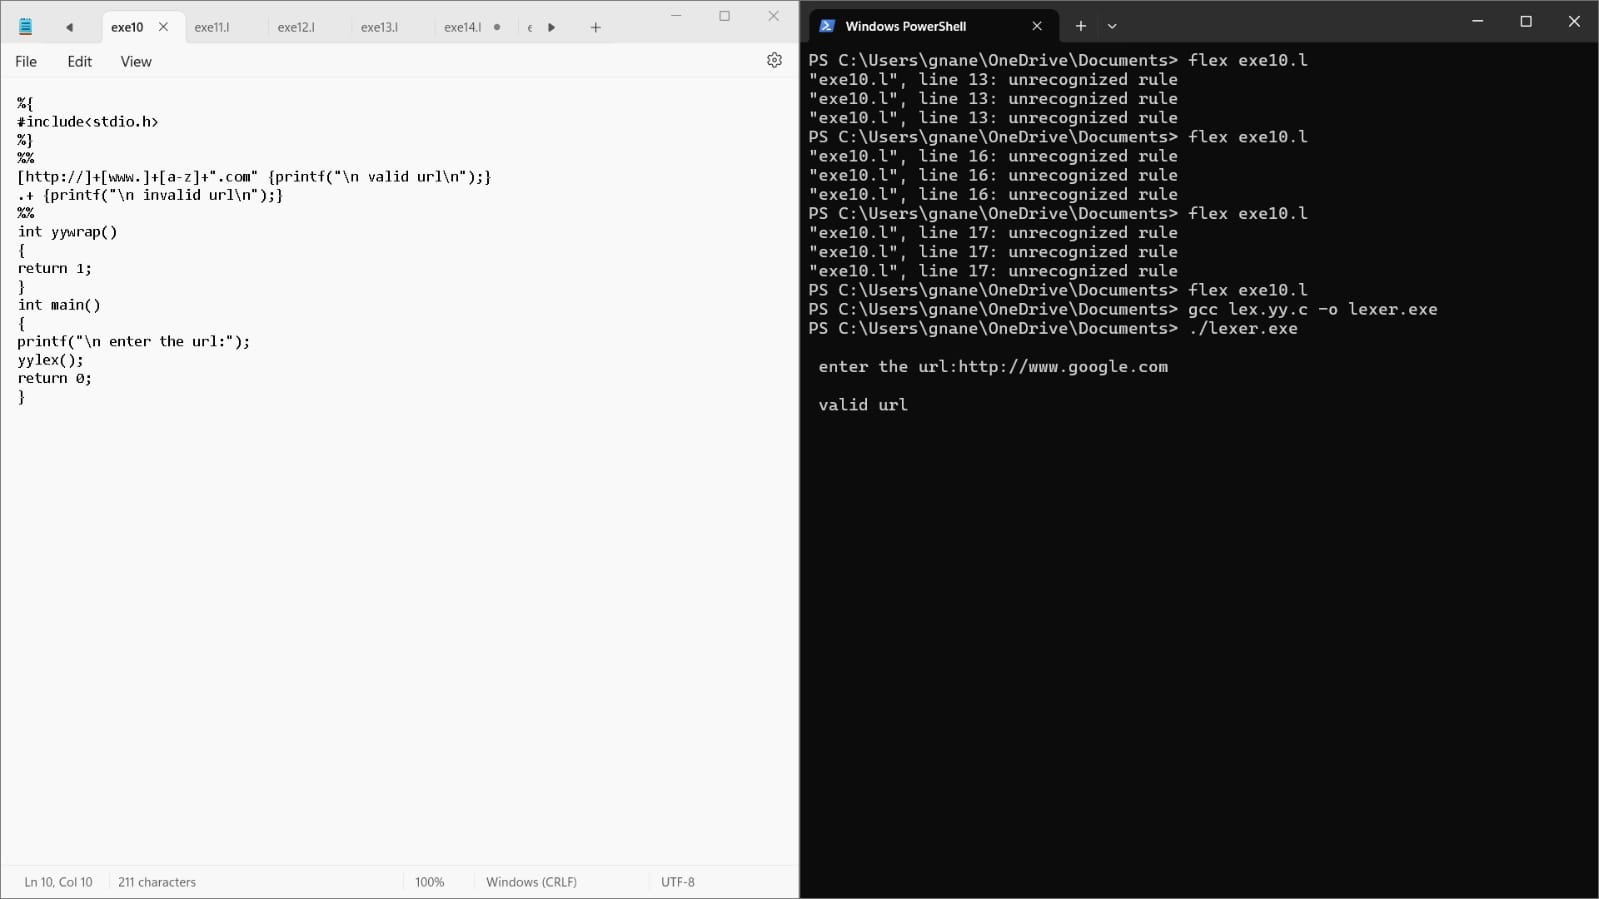 exe10
exe11.l
exe12.l
exe13.l
exe14.l
e
File Edit View
%{
#include<stdio.h>
%}
%%
[http://]+[www.]+[a-z]+".com" {printf("\n valid url\n");}
.+ {printf("\n invalid url\n");}
%%
int yywrap()
{
return 1;
}
int main()
{
printf("\n enter the url:");
yylex();
return 0;
}
Ln 10, Col 10
211 characters
100%
Windows (CRLF)
UTF-8
Windows PowerShell
PS C:\Users\gnane\OneDrive\Documents> flex exe10.l
"exe10.l", line 13: unrecognized rule
"exe10.l", line 13: unrecognized rule
"exe10.l", line 13: unrecognized rule
PS C:\Users\gnane\OneDrive\Documents> flex exe10.l
"exe10.l", line 16: unrecognized rule
"exe10.l", line 16: unrecognized rule
"exe10.l", line 16: unrecognized rule
PS C:\Users\gnane\OneDrive\Documents> flex exe10.l
"exe10.l", line 17: unrecognized rule
"exe10.l", line 17: unrecognized rule
"exe10.l", line 17: unrecognized rule
PS C:\Users\gnane\OneDrive\Documents> flex exe10.l
PS C:\Users\gnane\OneDrive\Documents> gcc lex.yy.c -o lexer.exe
PS C:\Users\gnane\OneDrive\Documents> ./lexer.exe
enter the url:http://www.google.com
valid url